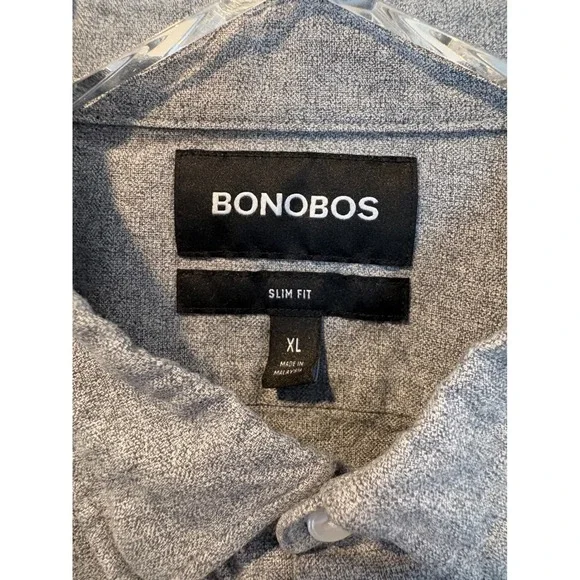 BONOBOS
SLIM FIT
XL
MADE IN
MALAYSIA